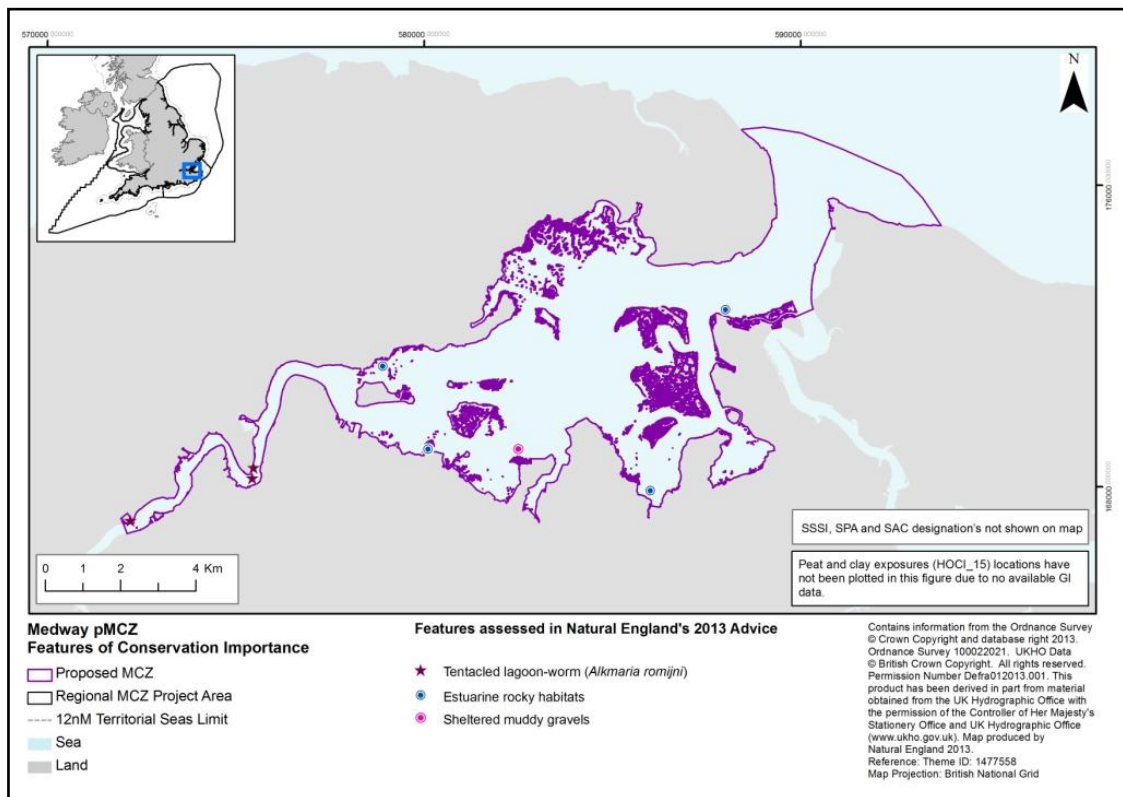 570000.000000
580000.000000
590000.000000
N
176000.000000
168000.000000
SSSI, SPA and SAC designation's not shown on map
Peat and clay exposures (HOCI_15) locations have
not been plotted in this figure due to no available GI
data.
0 1 2 4 Km
Medway pMCZ
Features of Conservation Importance
Proposed MCZ
Regional MCZ Project Area
12nM Territorial Seas Limit
Sea
Land
Features assessed in Natural England's 2013 Advice
Tentacled lagoon-worm (Alkmaria romijni)
Estuarine rocky habitats
Sheltered muddy gravels
Contains information from the Ordnance Survey
© Crown Copyright and database right 2013.
Ordnance Survey 100022021. UKHO Data
© British Crown Copyright. All rights reserved.
Permission Number Defra012013.001. This
product has been derived in part from material
obtained from the UK Hydrographic Office with
the permission of the Controller of Her Majesty's
Stationery Office and UK Hydrographic Office
(www.ukho.gov.uk). Map produced by
Natural England 2013.
Reference: Theme ID: 1477558
Map Projection: British National Grid